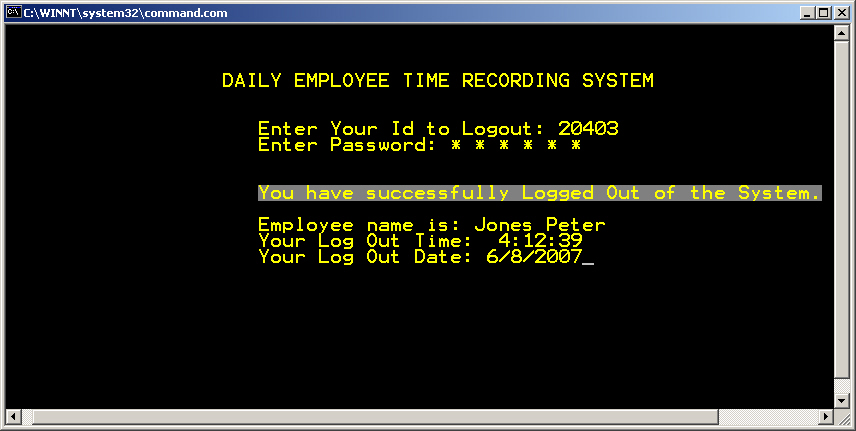 C:\WINNT\system32\command.com
DAILY EMPLOYEE TIME RECORDING SYSTEM
Enter Your Id to Logout: 20403
Enter Password: * * * * * *
You have successfully Logged Out of the System.
Employee name is: Jones Peter
Your Log Out Time:  4:12:39
Your Log Out Date: 6/8/2007_